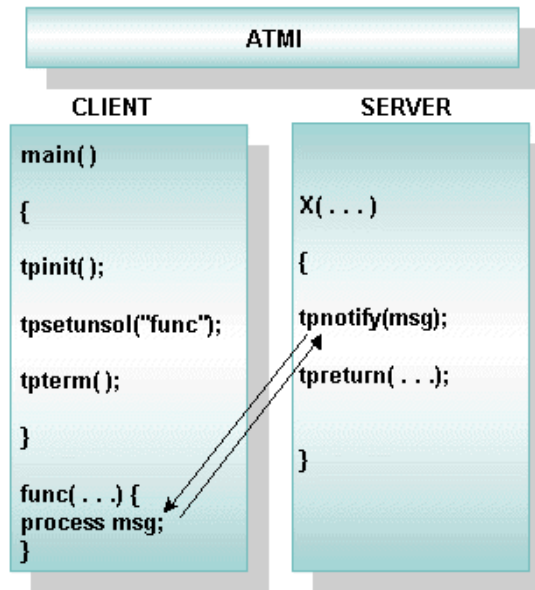 ATMI
CLIENT
main( )
{
tpinit( );
tpsetunsol("func");
tpterm( );
}
func( . . .) {
process msg;
}
SERVER
X( . . . )
{
tpnotify(msg);
tpreturn( . . .);
}